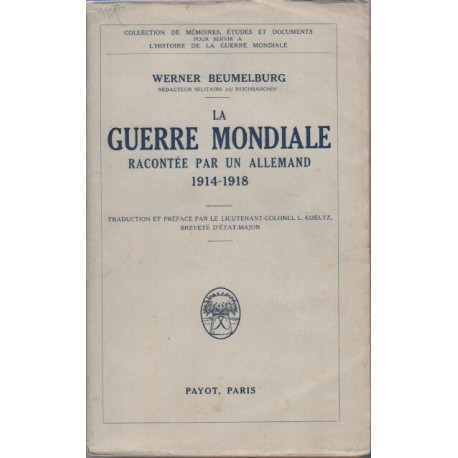 COLLECTION DE MÉMOIRES, ÉTUDES ET DOCUMENTS
POUR SERVIR A
L'HISTOIRE DE LA GUERRE MONDIALE
WERNER BEUMELBURG
RÉDACTEUR MILITAIRE AU REICHSARCHIV
LA
GUERRE MONDIALE
RACONTÉE PAR UN ALLEMAND
1914-1918
TRADUCTION ET PRÉFACE PAR LE LIEUTENANT-COLONEL L. KOELTZ,
BREVETÉ D'ÉTAT-MAJOR
PAYOT, PARIS